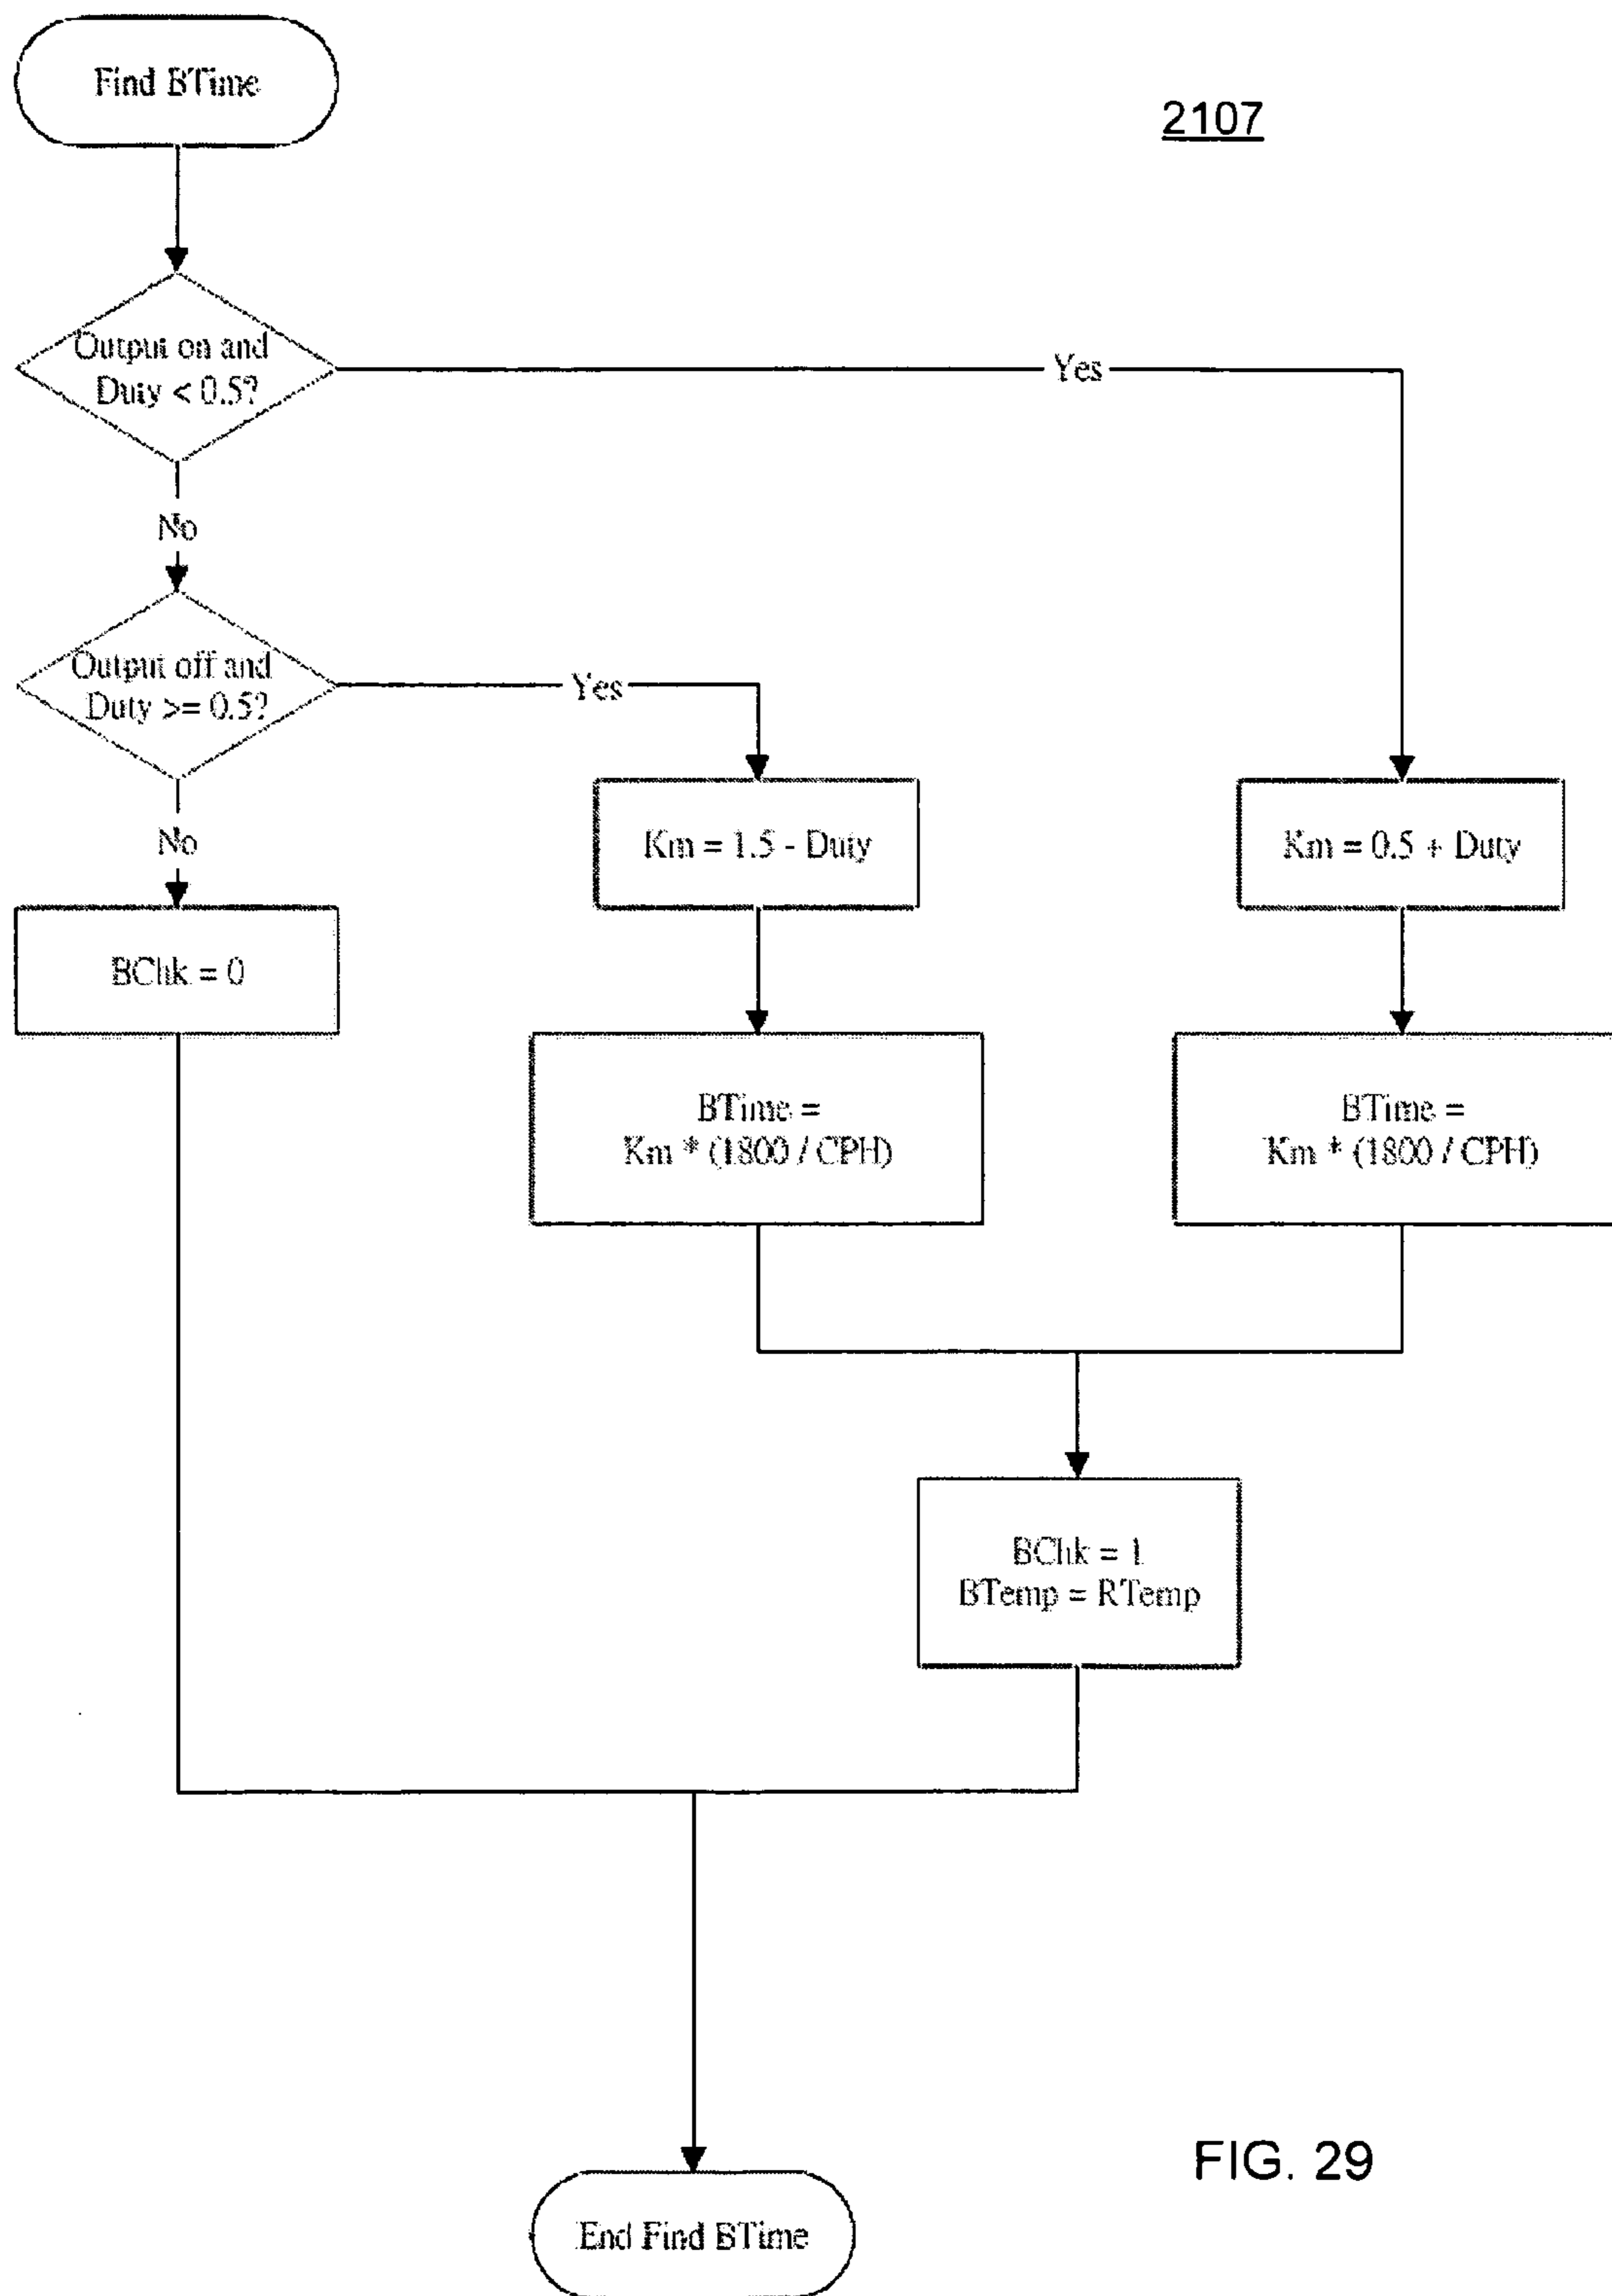 Find BTime
2107
Output on and
Duty < 0.5?
Yes
No
Output off and
Duty >= 0.5?
Yes
No
Km = 1.5 - Duty
Km = 0.5 + Duty
BChk = 0
BTime =
Km * (1800 / CPH)
BTime =
Km * (1800 / CPH)
BChk = 1
BTemp = RTemp
FIG. 29
End Find BTime